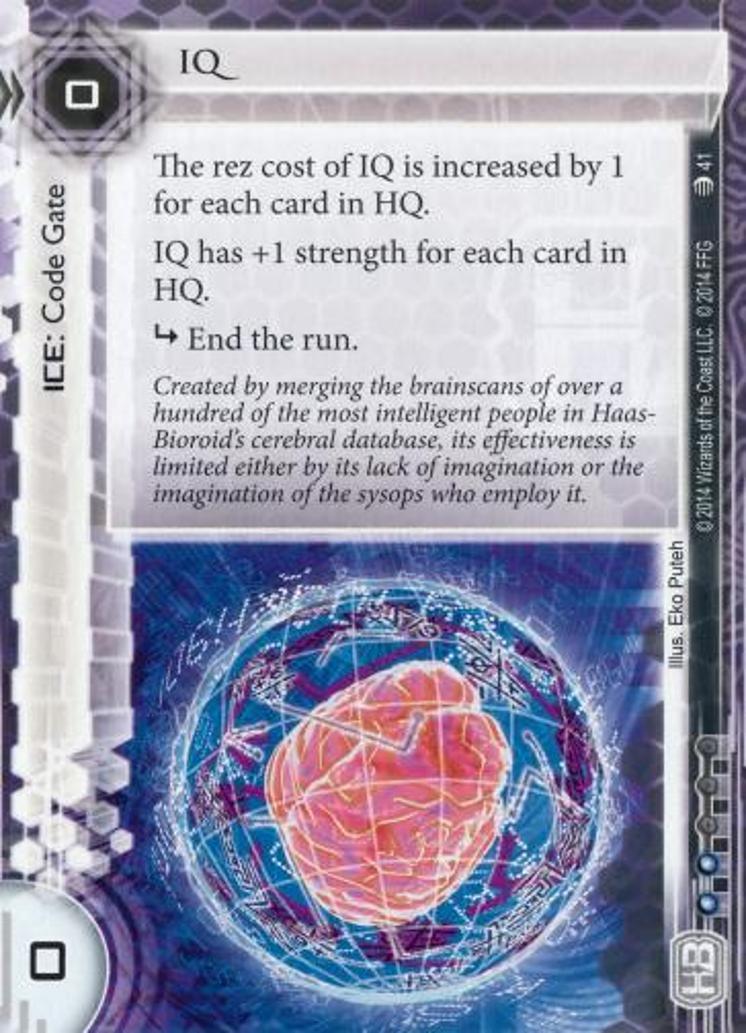 0
IQ
The rez cost of IQ is increased by 1
for each card in HQ.
IQ has +1 strength for each card in
HQ.
↳ End the run.
Created by merging the brainscans of over a
hundred of the most intelligent people in Haas-
Bioroid's cerebral database, its effectiveness is
limited either by its lack of imagination or the
imagination of the sysops who employ it.
ICE: Code Gate
41
© 2014 Wizards of the Coast LLC. © 2014 FFG
Illus. Eko Puteh
0
HB